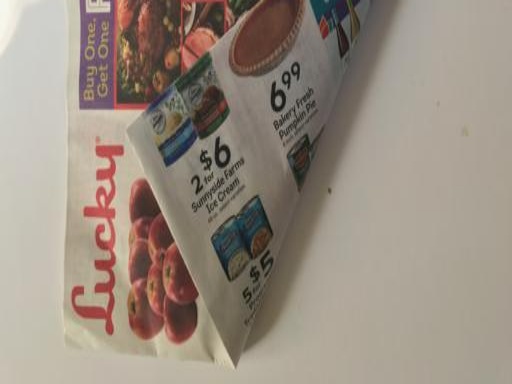 Buy One,
Get One
Lucky
6.99
Bakery Fresh
Pumpkin Pie
2 for $6
Sunnyside Farms
Ice Cream
5 for $5